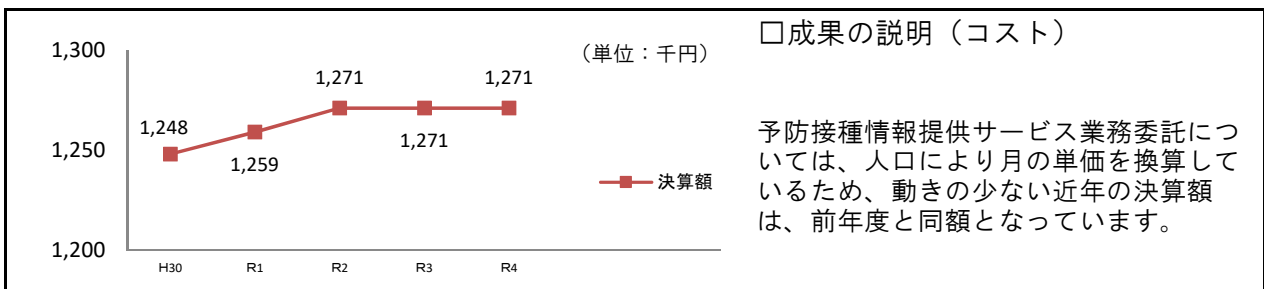 1,300
（単位：千円）
1,271
1,271
1,248
1,250
1,259
1,271
決算額
1,200
H30
R1
R2
R3
R4
□成果の説明（コスト）
予防接種情報提供サービス業務委託につ
いては、人口により月の単価を換算して
いるため、動きの少ない近年の決算額
は、前年度と同額となっています。